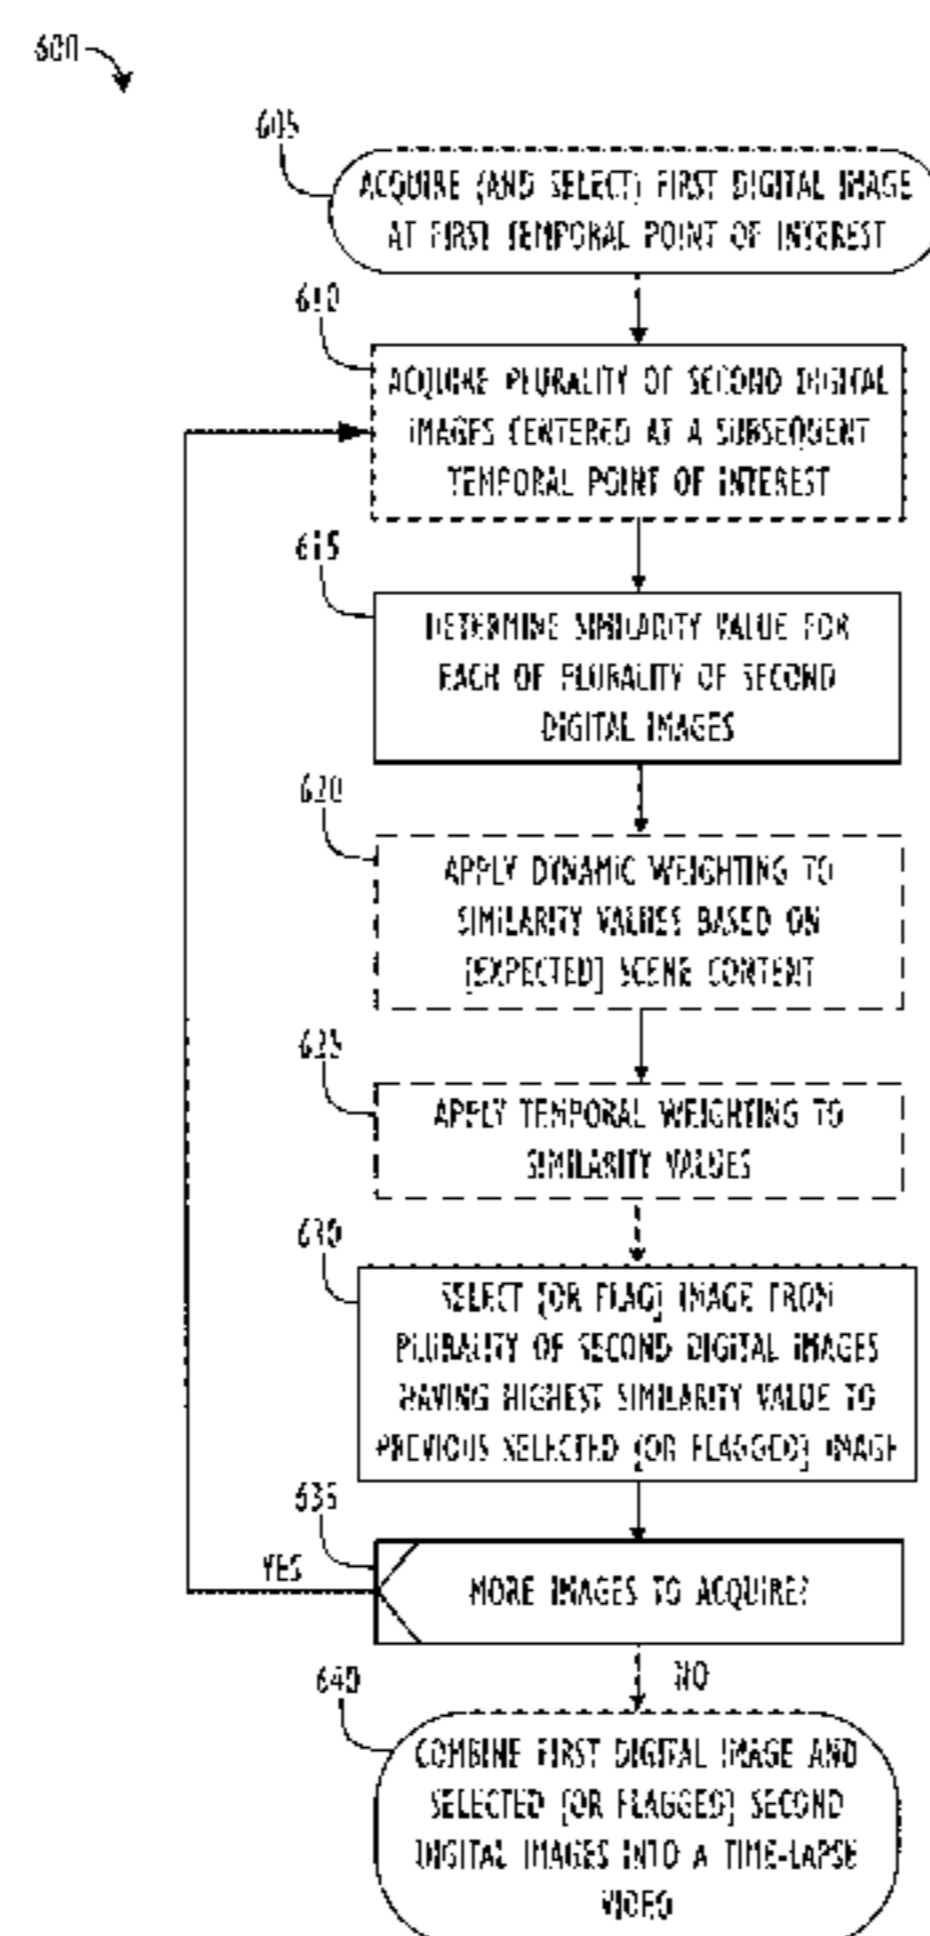 600
605
ACQUIRE (AND SELECT) FIRST DIGITAL IMAGE
AT FIRST TEMPORAL POINT OF INTEREST
610
ACQUIRE PLURALITY OF SECOND DIGITAL
IMAGES CENTERED AT A SUBSEQUENT
TEMPORAL POINT OF INTEREST
615
DETERMINE SIMILARITY VALUE FOR
EACH OF PLURALITY OF SECOND
DIGITAL IMAGES
620
APPLY DYNAMIC WEIGHTING TO
SIMILARITY VALUES BASED ON
[EXPECTED] SCENE CONTENT
625
APPLY TEMPORAL WEIGHTING TO
SIMILARITY VALUES
630
SELECT [OR FLAG] IMAGE FROM
PLURALITY OF SECOND DIGITAL IMAGES
HAVING HIGHEST SIMILARITY VALUE TO
PREVIOUS SELECTED [OR FLAGGED] IMAGE
635
YES
MORE IMAGES TO ACQUIRE?
NO
640
COMBINE FIRST DIGITAL IMAGE AND
SELECTED [OR FLAGGED] SECOND
DIGITAL IMAGES INTO A TIME-LAPSE
VIDEO